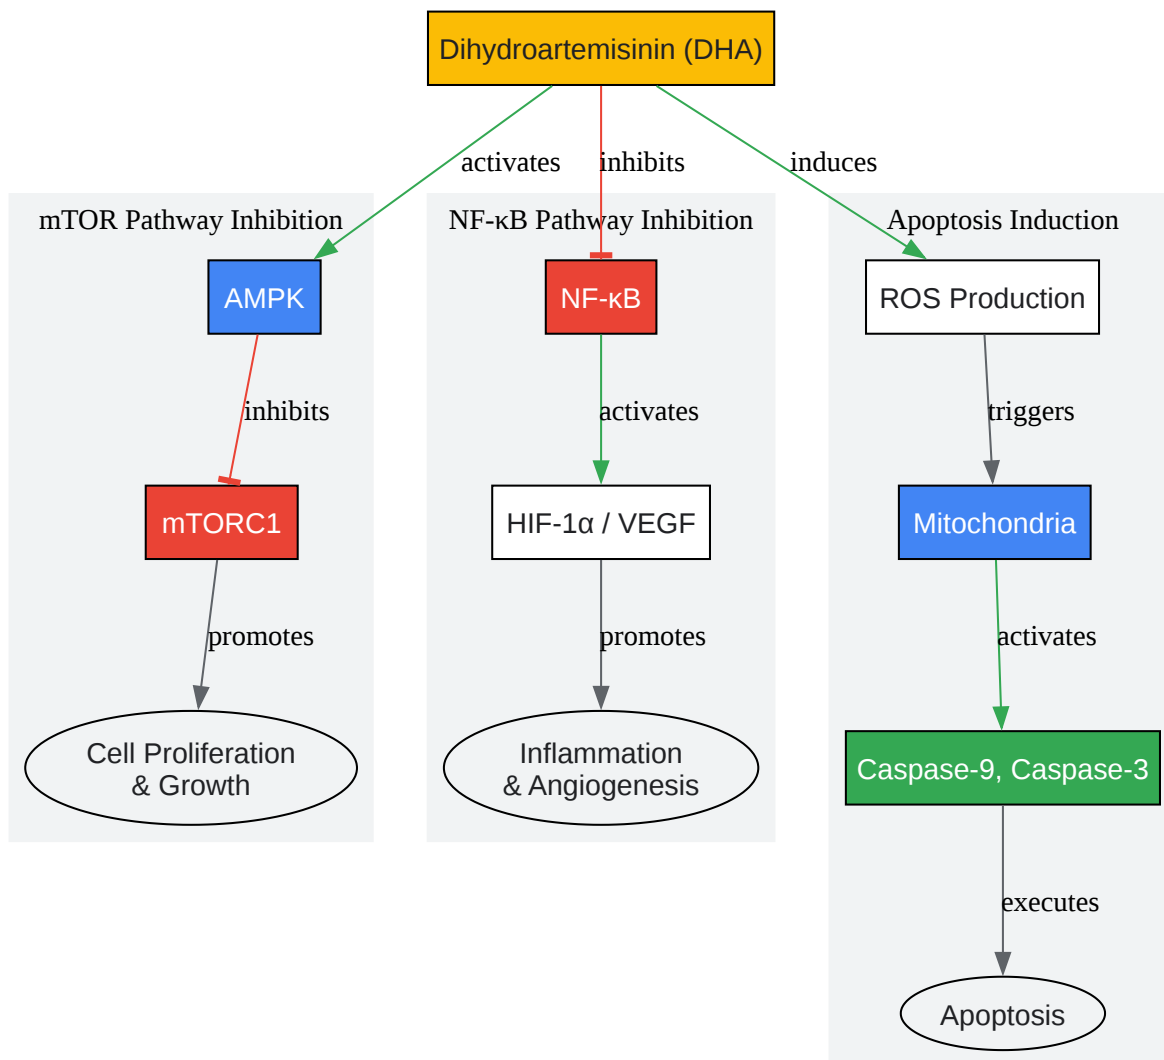 Dihydroartemisinin (DHA)
activates
inhibits
induces
mTOR Pathway Inhibition
NF-κB Pathway Inhibition
Apoptosis Induction
AMPK
NF-κB
ROS Production
inhibits
activates
triggers
mTORC1
HIF-1α / VEGF
Mitochondria
promotes
promotes
activates
Cell Proliferation
& Growth
Inflammation
& Angiogenesis
Caspase-9, Caspase-3
executes
Apoptosis